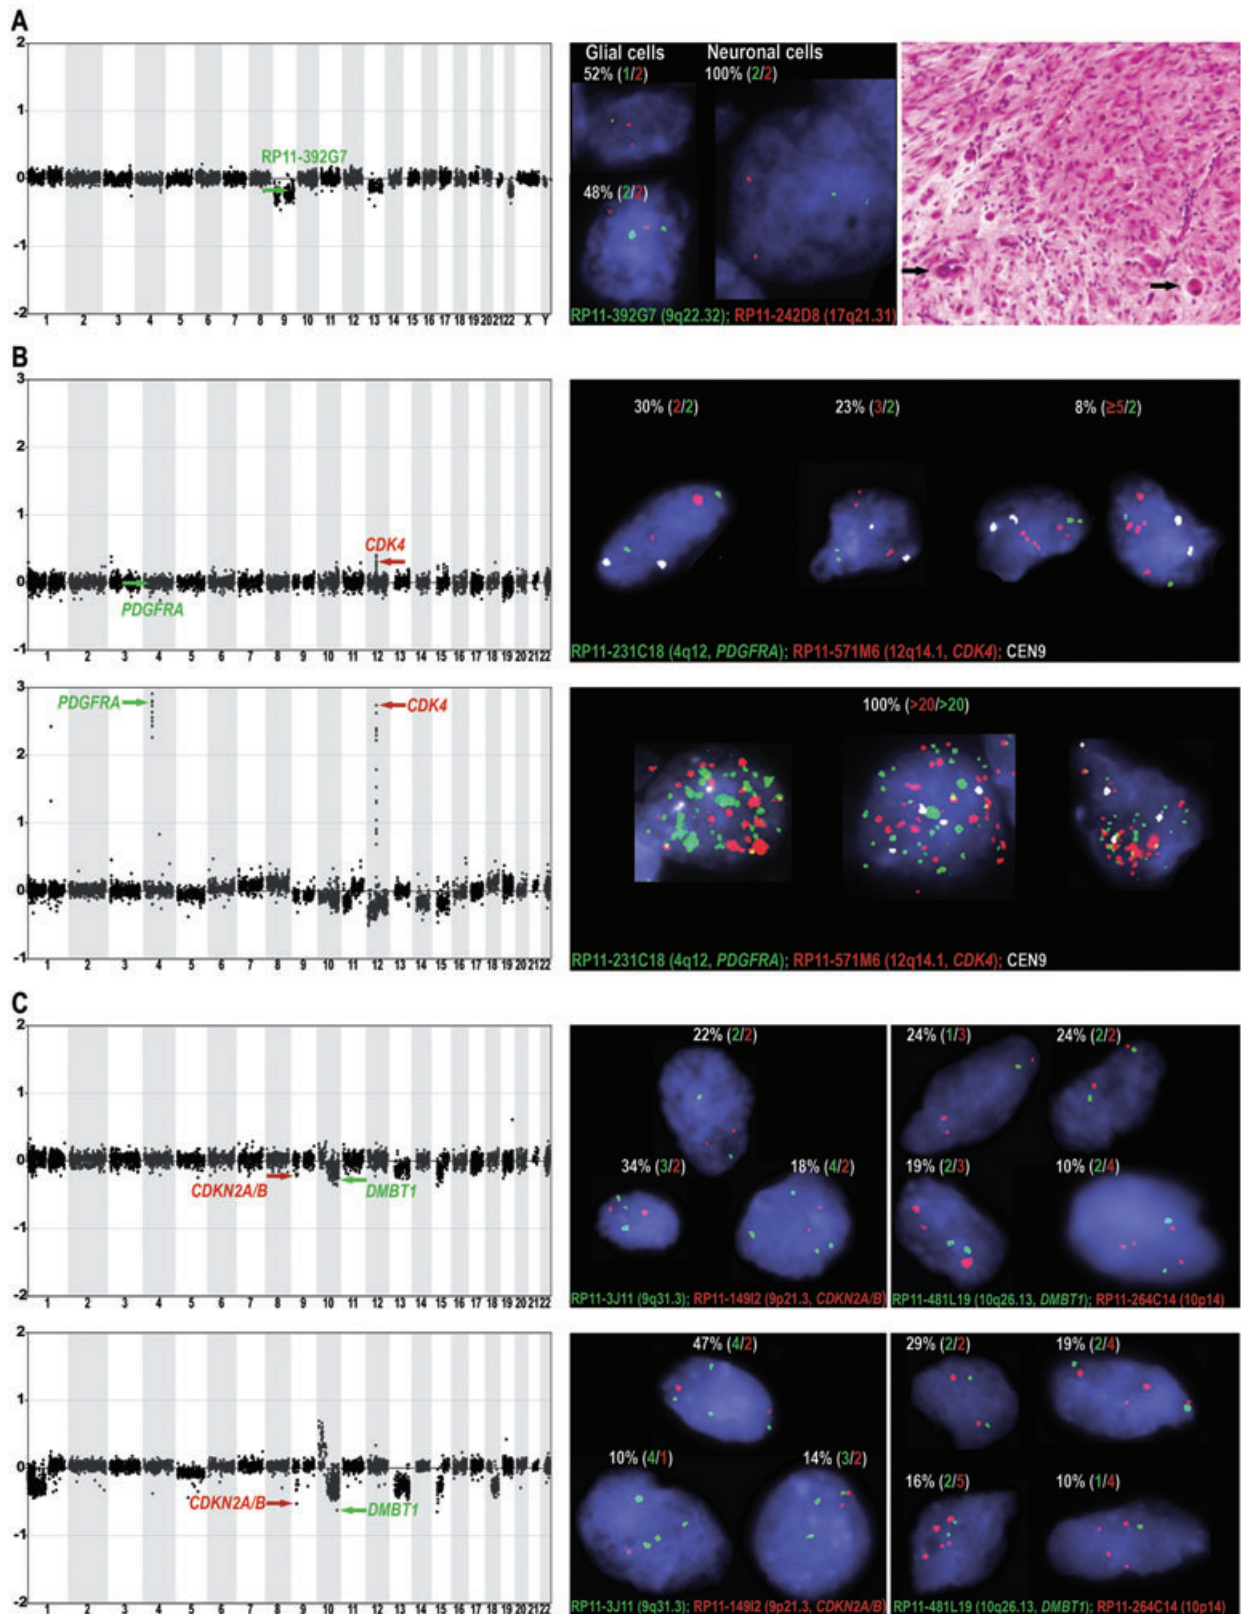 A
2
1
0
-1
-2
RP11-392G7
1 2 3 4 5 6 7 8 9 10 11 12 13 14 15 16 17 18 19 20 21 22 X Y
Glial cells Neuronal cells
52% (1/2) 100% (2/2)
48% (2/2)
RP11-392G7 (9q22.32); RP11-242D8 (17q21.31)
B
3
2
1
0
-1
CDK4
PDGFRA
1 2 3 4 5 6 7 8 9 10 11 12 13 14 15 16 17 18 19 20 21 22
30% (2/2) 23% (3/2) 8% (≥5/2)
RP11-231C18 (4q12, PDGFRA); RP11-571M6 (12q14.1, CDK4); CEN9
3
2
1
0
-1
PDGFRA CDK4
1 2 3 4 5 6 7 8 9 10 11 12 13 14 15 16 17 18 19 20 21 22
100% (>20/>20)
RP11-231C18 (4q12, PDGFRA); RP11-571M6 (12q14.1, CDK4); CEN9
C
2
1
0
-1
-2
CDKN2A/B DMBT1
1 2 3 4 5 6 7 8 9 10 11 12 13 14 15 16 17 18 19 20 21 22
22% (2/2)
34% (3/2) 18% (4/2)
RP11-3J11 (9q31.3); RP11-149I2 (9p21.3, CDKN2A/B)
24% (1/3) 24% (2/2)
19% (2/3) 10% (2/4)
RP11-481L19 (10q26.13, DMBT1); RP11-264C14 (10p14)
2
1
0
-1
-2
CDKN2A/B DMBT1
1 2 3 4 5 6 7 8 9 10 11 12 13 14 15 16 17 18 19 20 21 22
47% (4/2)
10% (4/1) 14% (3/2)
RP11-3J11 (9q31.3); RP11-149I2 (9p21.3, CDKN2A/B)
29% (2/2) 19% (2/4)
16% (2/5) 10% (1/4)
RP11-481L19 (10q26.13, DMBT1); RP11-264C14 (10p14)